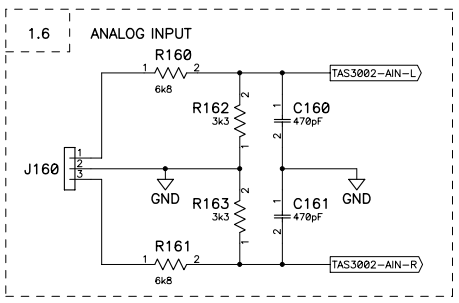 1.6 ANALOG INPUT
R160
1 2
6k8
TAS3002-AIN-L
R162
3k3
2
1
C160
470pF
1
2
J160
1
2
3
GND
GND
R163
3k3
2
1
C161
470pF
1
2
R161
1 2
6k8
TAS3002-AIN-R